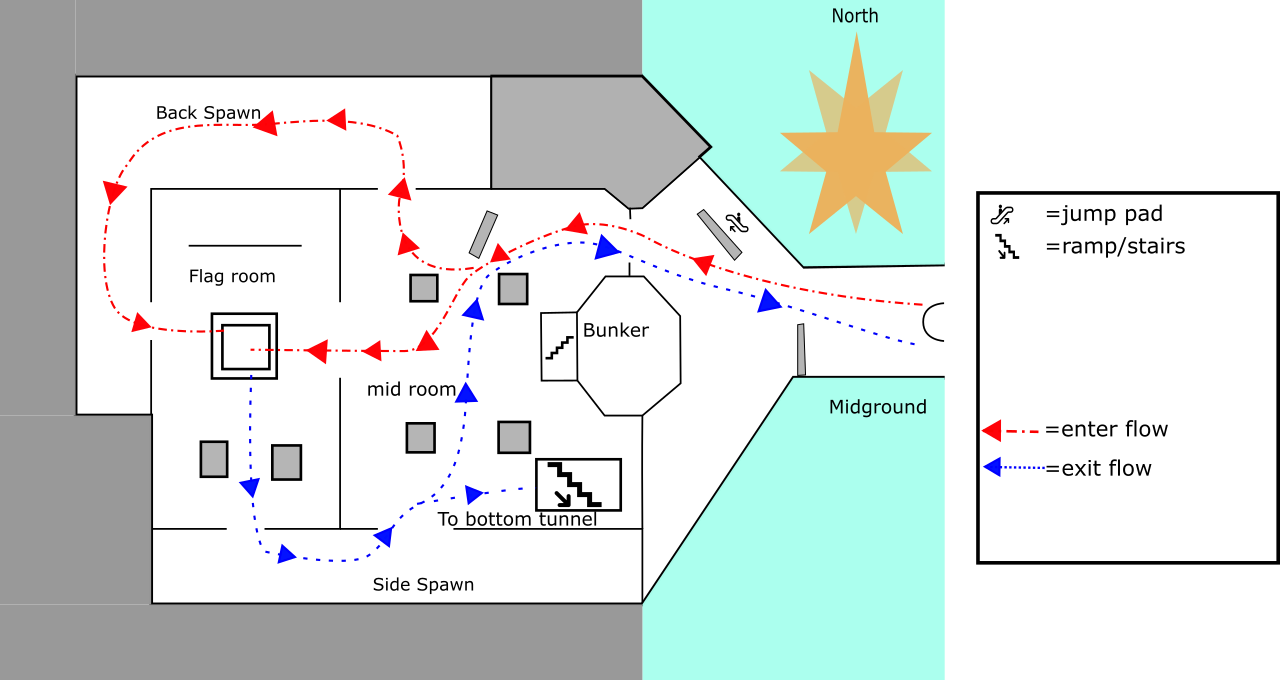 North
Back Spawn
=jump pad
=ramp/stairs
Flag room
Bunker
mid room
Midground
=enter flow
=exit flow
To bottom tunnel
Side Spawn